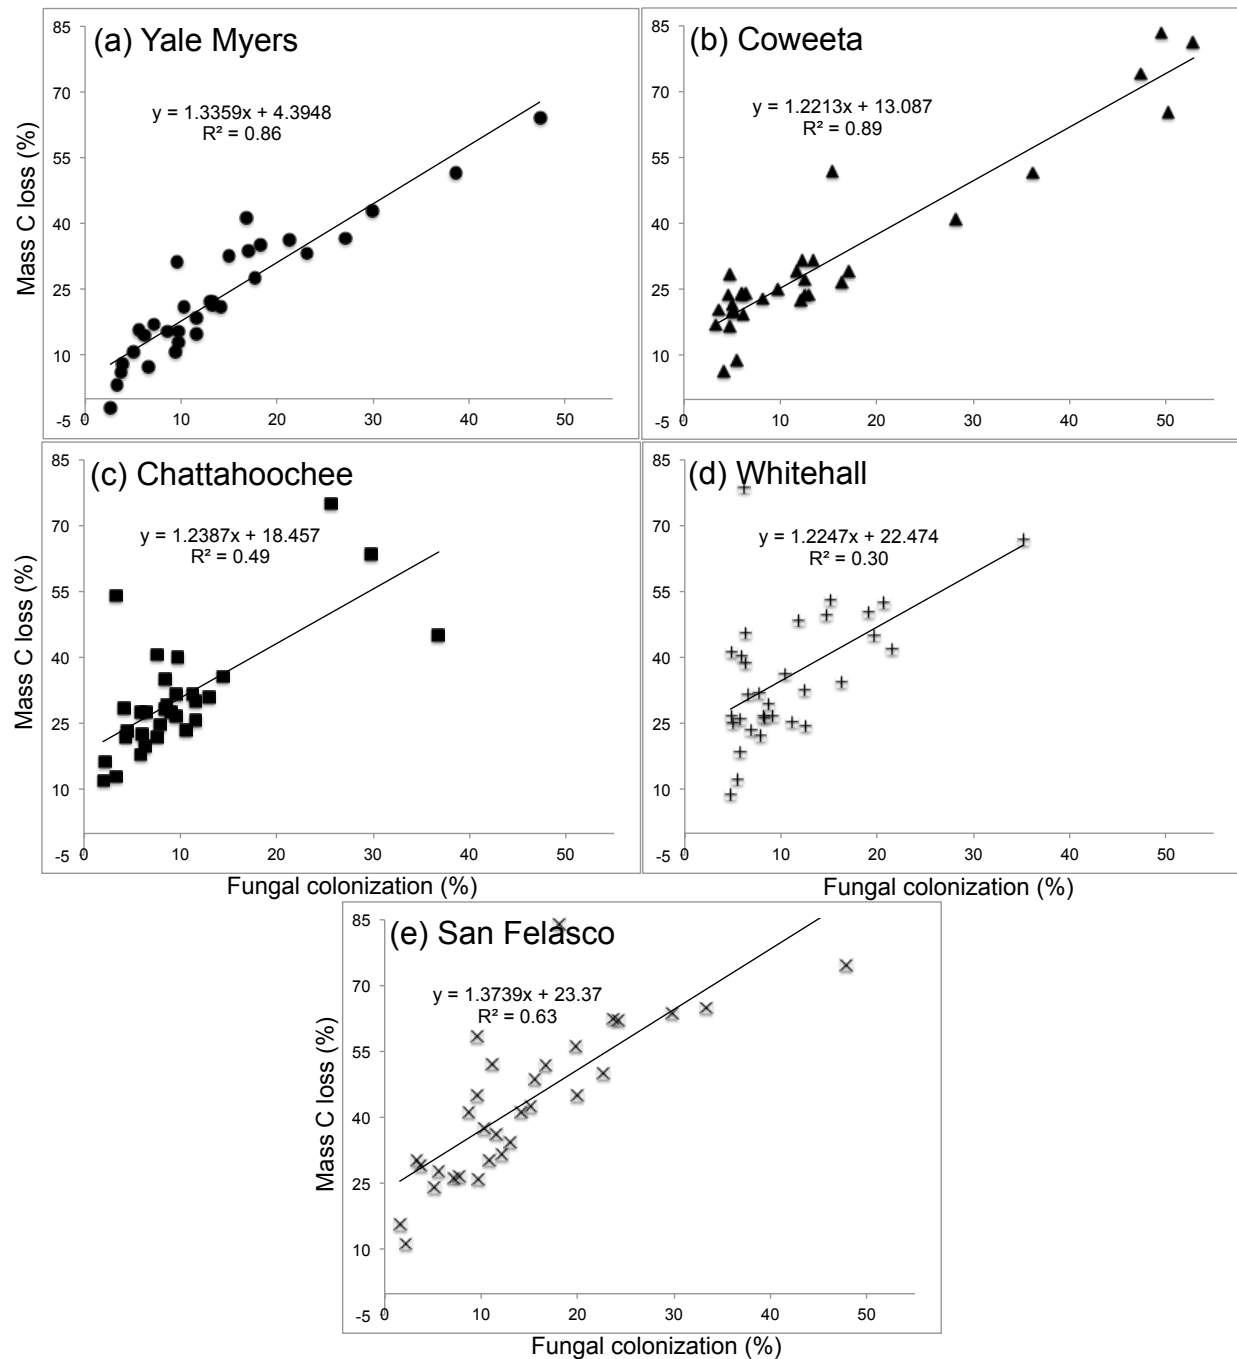 (a) Yale Myers
y = 1.3359x + 4.3948
R² = 0.86
Mass C loss (%)
85
70
55
40
25
10
-5
0 10 20 30 40 50
(b) Coweeta
y = 1.2213x + 13.087
R² = 0.89
85
70
55
40
25
10
-5
0 10 20 30 40 50
(c) Chattahoochee
y = 1.2387x + 18.457
R² = 0.49
Mass C loss (%)
85
70
55
40
25
10
-5
0 10 20 30 40 50
Fungal colonization (%)
(d) Whitehall
y = 1.2247x + 22.474
R² = 0.30
85
70
55
40
25
10
-5
0 10 20 30 40 50
Fungal colonization (%)
(e) San Felasco
y = 1.3739x + 23.37
R² = 0.63
Mass C loss (%)
85
70
55
40
25
10
-5
0 10 20 30 40 50
Fungal colonization (%)